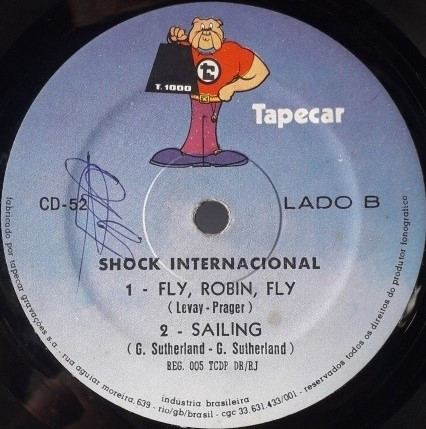 T. 1000
Tapecar
CD-52
LADO B
SHOCK INTERNACIONAL
1 - FLY, ROBIN, FLY
( Levay - Prager )
2 - SAILING
( G. Sutherland - G. Sutherland )
REG. 005 TCDP DR/RJ
fabricado por tapecar gravações s.a. - rua aguiar moreira, 639 - rio/gb/brasil - cgc 33.631.433/001 - reservados todos os direitos do produtor fonográfico
indústria brasileira